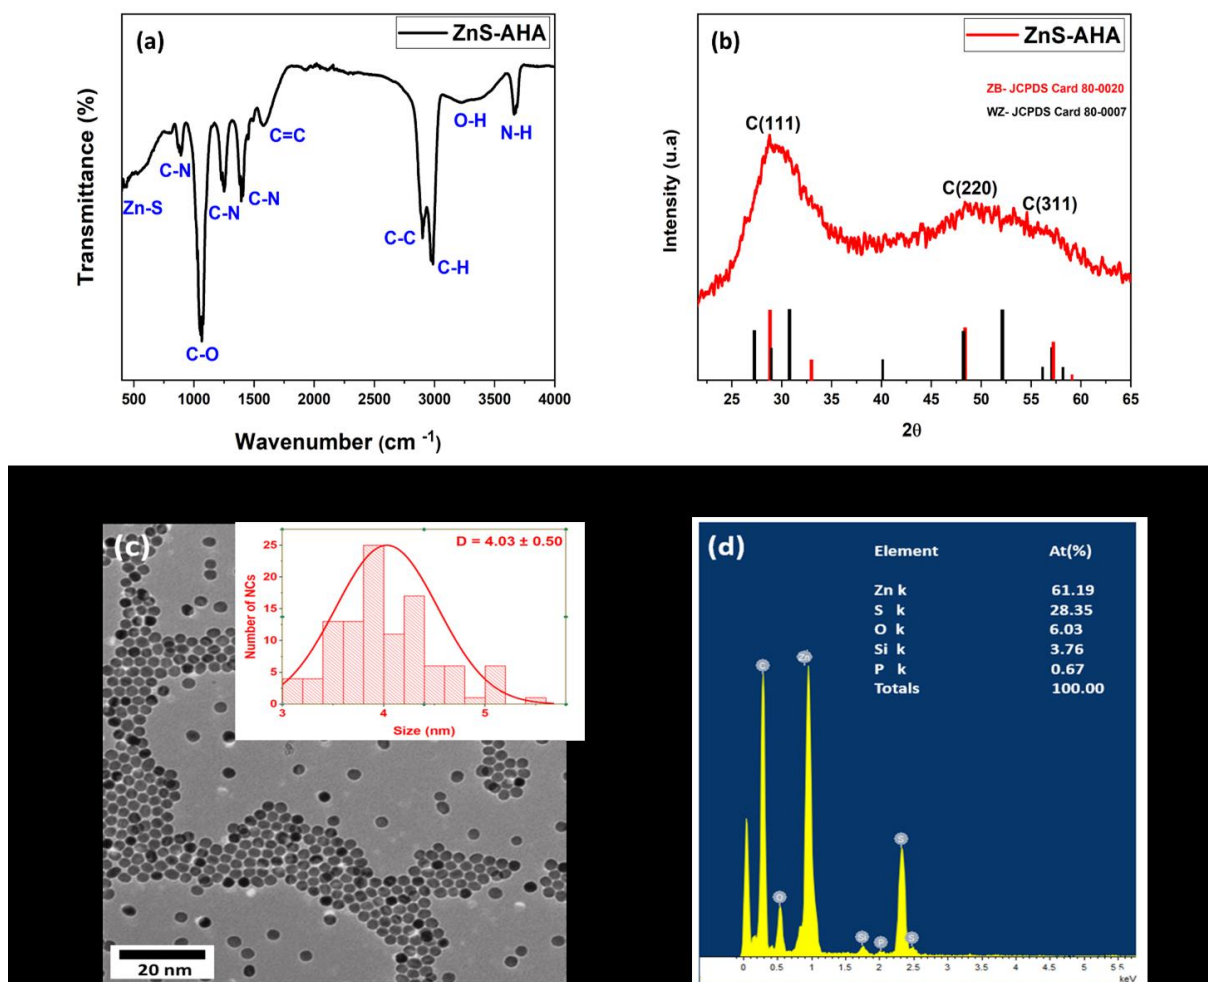 (a)
ZnS-AHA
Transmittance (%)
Zn-S
C-N
C-O
C-N
C-N
C=C
C-C
C-H
O-H
N-H
500 1000 1500 2000 2500 3000 3500 4000
Wavenumber (cm -1)
(b)
ZnS-AHA
ZB- JCPDS Card 80-0020
WZ- JCPDS Card 80-0007
Intensity (u.a)
C(111)
C(220)
C(311)
25 30 35 40 45 50 55 60 65
2θ
(c)
D = 4.03 ± 0.50
Number of NCs
25
20
15
10
5
0
3 4 5
Size (nm)
20 nm
(d)
Element At(%)
Zn k 61.19
S k 28.35
O k 6.03
Si k 3.76
P k 0.67
Totals 100.00
C
O
Zn
Si
P
S
S
0 0.5 1 1.5 2 2.5 3 3.5 4 4.5 5 5.5
keV